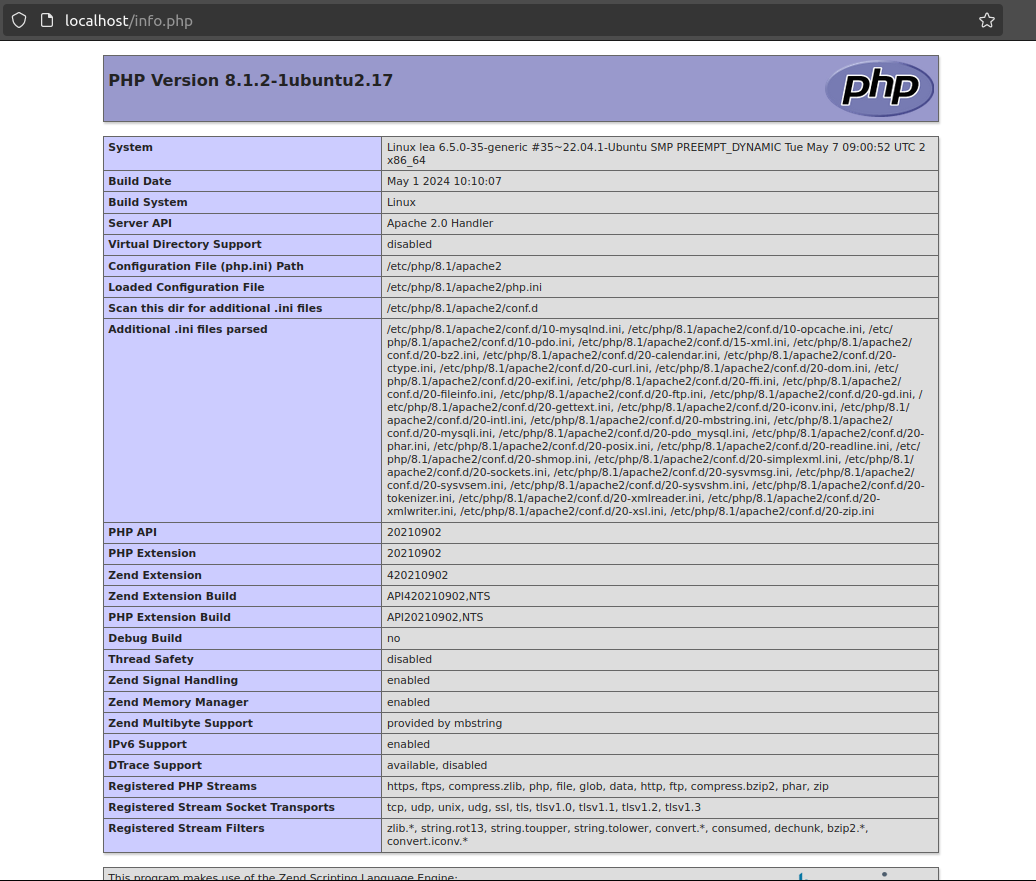 localhost/info.php
PHP Version 8.1.2-1ubuntu2.17
php
System
Linux lea 6.5.0-35-generic #35~22.04.1-Ubuntu SMP PREEMPT_DYNAMIC Tue May 7 09:00:52 UTC 2
x86_64
Build Date
May 1 2024 10:10:07
Build System
Linux
Server API
Apache 2.0 Handler
Virtual Directory Support
disabled
Configuration File (php.ini) Path
/etc/php/8.1/apache2
Loaded Configuration File
/etc/php/8.1/apache2/php.ini
Scan this dir for additional .ini files
/etc/php/8.1/apache2/conf.d
Additional .ini files parsed
/etc/php/8.1/apache2/conf.d/10-mysqlnd.ini, /etc/php/8.1/apache2/conf.d/10-opcache.ini, /etc/
php/8.1/apache2/conf.d/10-pdo.ini, /etc/php/8.1/apache2/conf.d/15-xml.ini, /etc/php/8.1/apache2/
conf.d/20-bz2.ini, /etc/php/8.1/apache2/conf.d/20-calendar.ini, /etc/php/8.1/apache2/conf.d/20-
ctype.ini, /etc/php/8.1/apache2/conf.d/20-curl.ini, /etc/php/8.1/apache2/conf.d/20-dom.ini, /etc/
php/8.1/apache2/conf.d/20-exif.ini, /etc/php/8.1/apache2/conf.d/20-ffi.ini, /etc/php/8.1/apache2/
conf.d/20-fileinfo.ini, /etc/php/8.1/apache2/conf.d/20-ftp.ini, /etc/php/8.1/apache2/conf.d/20-gd.ini, /
etc/php/8.1/apache2/conf.d/20-gettext.ini, /etc/php/8.1/apache2/conf.d/20-iconv.ini, /etc/php/8.1/
apache2/conf.d/20-intl.ini, /etc/php/8.1/apache2/conf.d/20-mbstring.ini, /etc/php/8.1/apache2/
conf.d/20-mysqli.ini, /etc/php/8.1/apache2/conf.d/20-pdo_mysql.ini, /etc/php/8.1/apache2/conf.d/20-
phar.ini, /etc/php/8.1/apache2/conf.d/20-posix.ini, /etc/php/8.1/apache2/conf.d/20-readline.ini, /etc/
php/8.1/apache2/conf.d/20-shmop.ini, /etc/php/8.1/apache2/conf.d/20-simplexml.ini, /etc/php/8.1/
apache2/conf.d/20-sockets.ini, /etc/php/8.1/apache2/conf.d/20-sysvmsg.ini, /etc/php/8.1/apache2/
conf.d/20-sysvsem.ini, /etc/php/8.1/apache2/conf.d/20-sysvshm.ini, /etc/php/8.1/apache2/conf.d/20-
tokenizer.ini, /etc/php/8.1/apache2/conf.d/20-xmlreader.ini, /etc/php/8.1/apache2/conf.d/20-
xmlwriter.ini, /etc/php/8.1/apache2/conf.d/20-xsl.ini, /etc/php/8.1/apache2/conf.d/20-zip.ini
PHP API
20210902
PHP Extension
20210902
Zend Extension
420210902
Zend Extension Build
API420210902,NTS
PHP Extension Build
API20210902,NTS
Debug Build
no
Thread Safety
disabled
Zend Signal Handling
enabled
Zend Memory Manager
enabled
Zend Multibyte Support
provided by mbstring
IPv6 Support
enabled
DTrace Support
available, disabled
Registered PHP Streams
https, ftps, compress.zlib, php, file, glob, data, http, ftp, compress.bzip2, phar, zip
Registered Stream Socket Transports
tcp, udp, unix, udg, ssl, tls, tlsv1.0, tlsv1.1, tlsv1.2, tlsv1.3
Registered Stream Filters
zlib.*, string.rot13, string.toupper, string.tolower, convert.*, consumed, dechunk, bzip2.*,
convert.iconv.*
This program makes use of the Zend Scripting Language Engine: